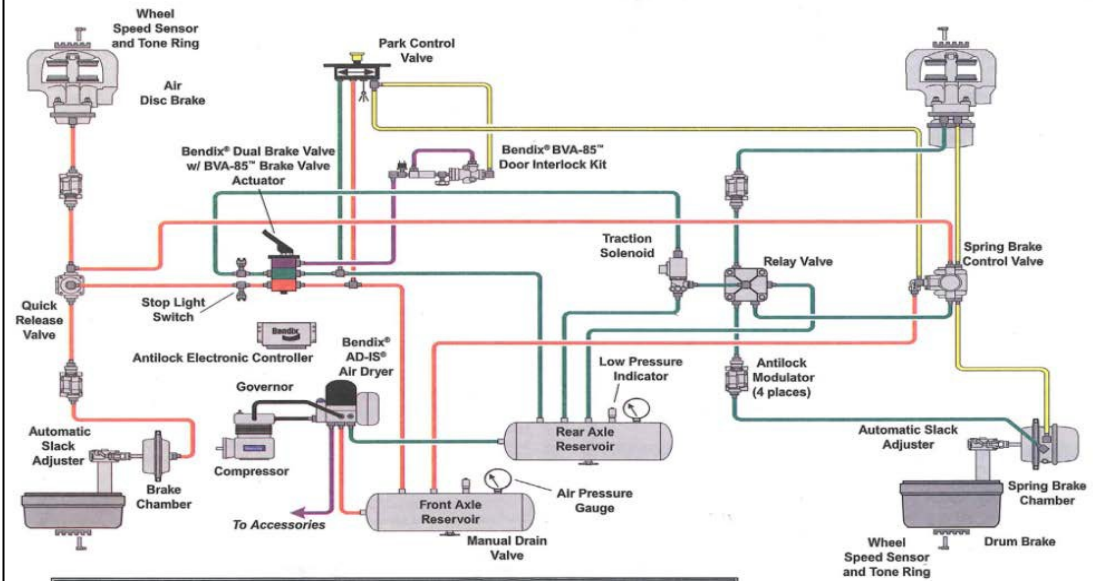 Wheel
Speed Sensor
and Tone Ring
Air
Disc Brake
Park Control
Valve
Bendix® Dual Brake Valve
w/ BVA-85™ Brake Valve
Actuator
Bendix® BVA-85™
Door Interlock Kit
Traction
Solenoid
Relay Valve
Spring Brake
Control Valve
Quick
Release
Valve
Stop Light
Switch
Bendix
Antilock Electronic Controller
Bendix®
AD-IS®
Air Dryer
Governor
Compressor
Low Pressure
Indicator
Antilock
Modulator
(4 places)
Automatic
Slack
Adjuster
Brake
Chamber
To Accessories
Rear Axle
Reservoir
Front Axle
Reservoir
Air Pressure
Gauge
Manual Drain
Valve
Automatic Slack
Adjuster
Spring Brake
Chamber
Drum Brake
Wheel
Speed Sensor
and Tone Ring